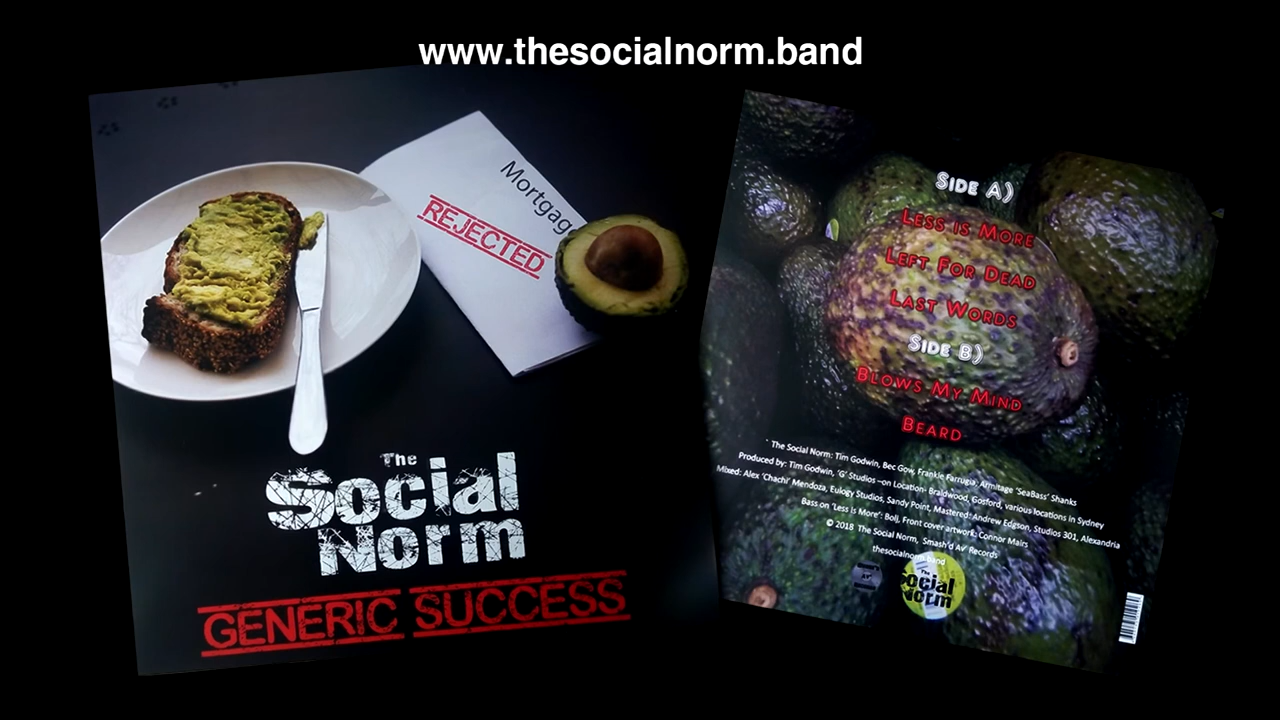 www.thesocialnorm.band
Mortgage
REJECTED
The
Social
Norm
GENERIC SUCCESS
SIDE A)
LESS IS MORE
LEFT FOR DEAD
LAST WORDS
SIDE B)
BLOWS MY MIND
BEARD
The Social Norm: Tim Godwin, Bec Gow, Frankie Farrugia, Armitage 'SeaBass' Shanks
Produced by: Tim Godwin, 'G' Studios –on Location- Braidwood, Gosford, various locations in Sydney
Mixed: Alex 'Chachi' Mendoza, Eulogy Studios, Sandy Point, Mastered: Andrew Edgson, Studios 301, Alexandria
Bass on 'Less is More': Bolj, Front cover artwork: Connor Mairs
© 2018 The Social Norm, Smash'd Av' Records
thesocialnorm.band
The
Social
Norm